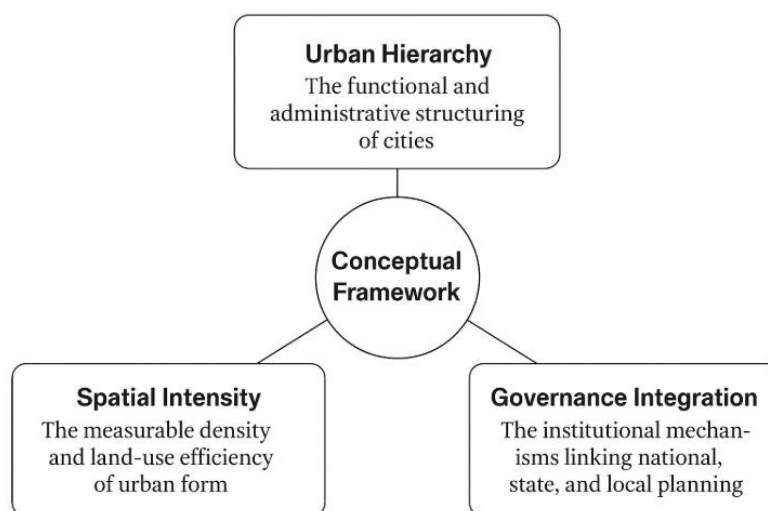 Urban Hierarchy
The functional and
administrative structuring
of cities
Conceptual
Framework
Spatial Intensity
The measurable density
and land-use efficiency
of urban form
Governance Integration
The institutional mechan-
isms linking national,
state, and local planning